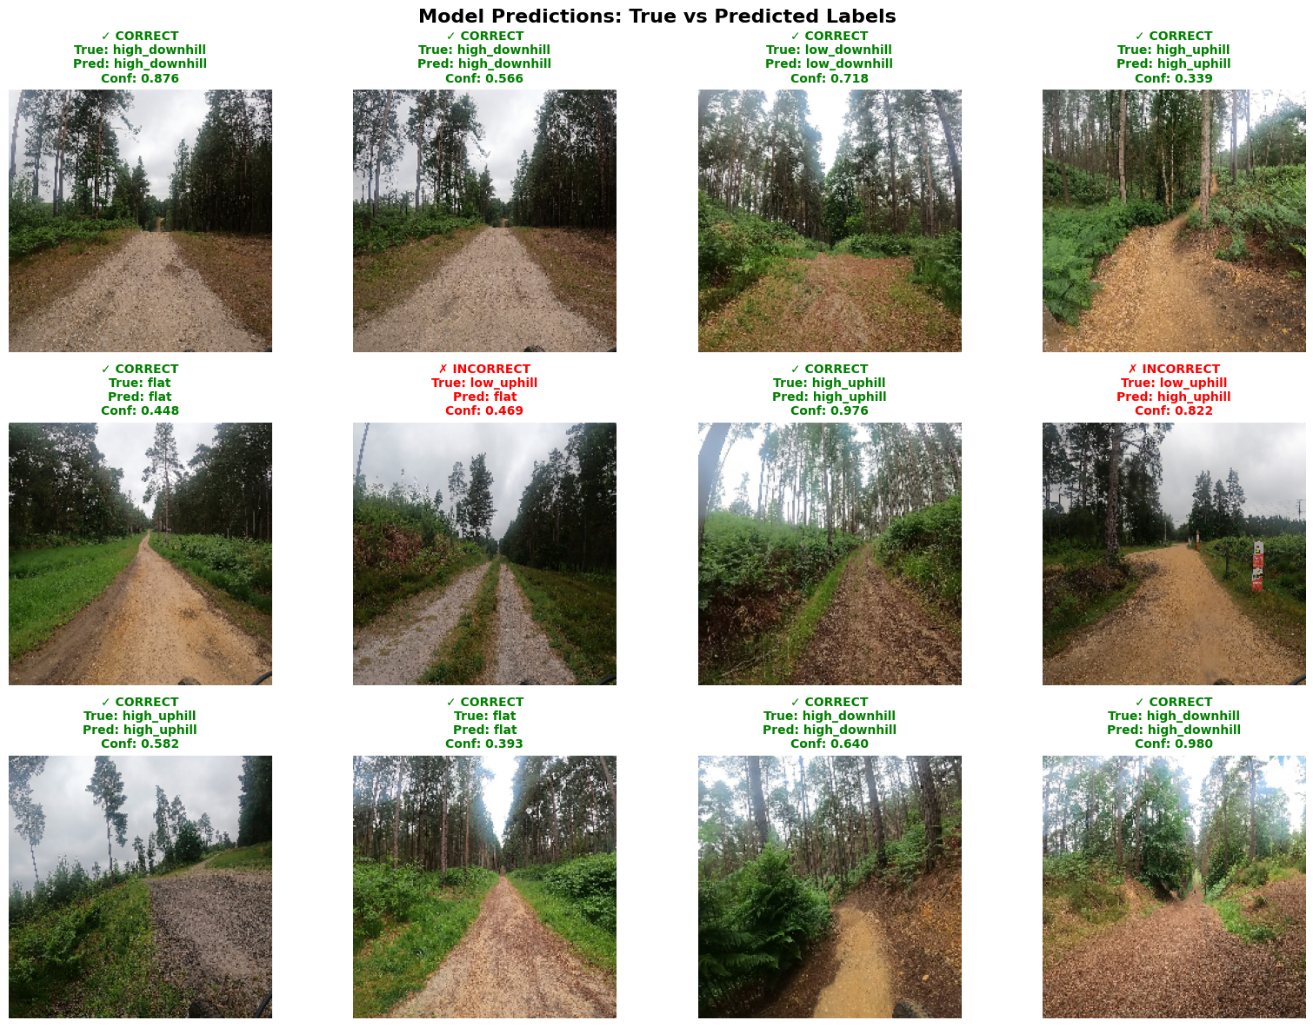 Model Predictions: True vs Predicted Labels
✓ CORRECT
True: high_downhill
Pred: high_downhill
Conf: 0.876
✓ CORRECT
True: high_downhill
Pred: high_downhill
Conf: 0.566
✓ CORRECT
True: low_downhill
Pred: low_downhill
Conf: 0.718
✓ CORRECT
True: high_uphill
Pred: high_uphill
Conf: 0.339
✓ CORRECT
True: flat
Pred: flat
Conf: 0.448
✗ INCORRECT
True: low_uphill
Pred: flat
Conf: 0.469
✓ CORRECT
True: high_uphill
Pred: high_uphill
Conf: 0.976
✗ INCORRECT
True: low_uphill
Pred: high_uphill
Conf: 0.822
✓ CORRECT
True: high_uphill
Pred: high_uphill
Conf: 0.582
✓ CORRECT
True: flat
Pred: flat
Conf: 0.393
✓ CORRECT
True: high_downhill
Pred: high_downhill
Conf: 0.640
✓ CORRECT
True: high_downhill
Pred: high_downhill
Conf: 0.980